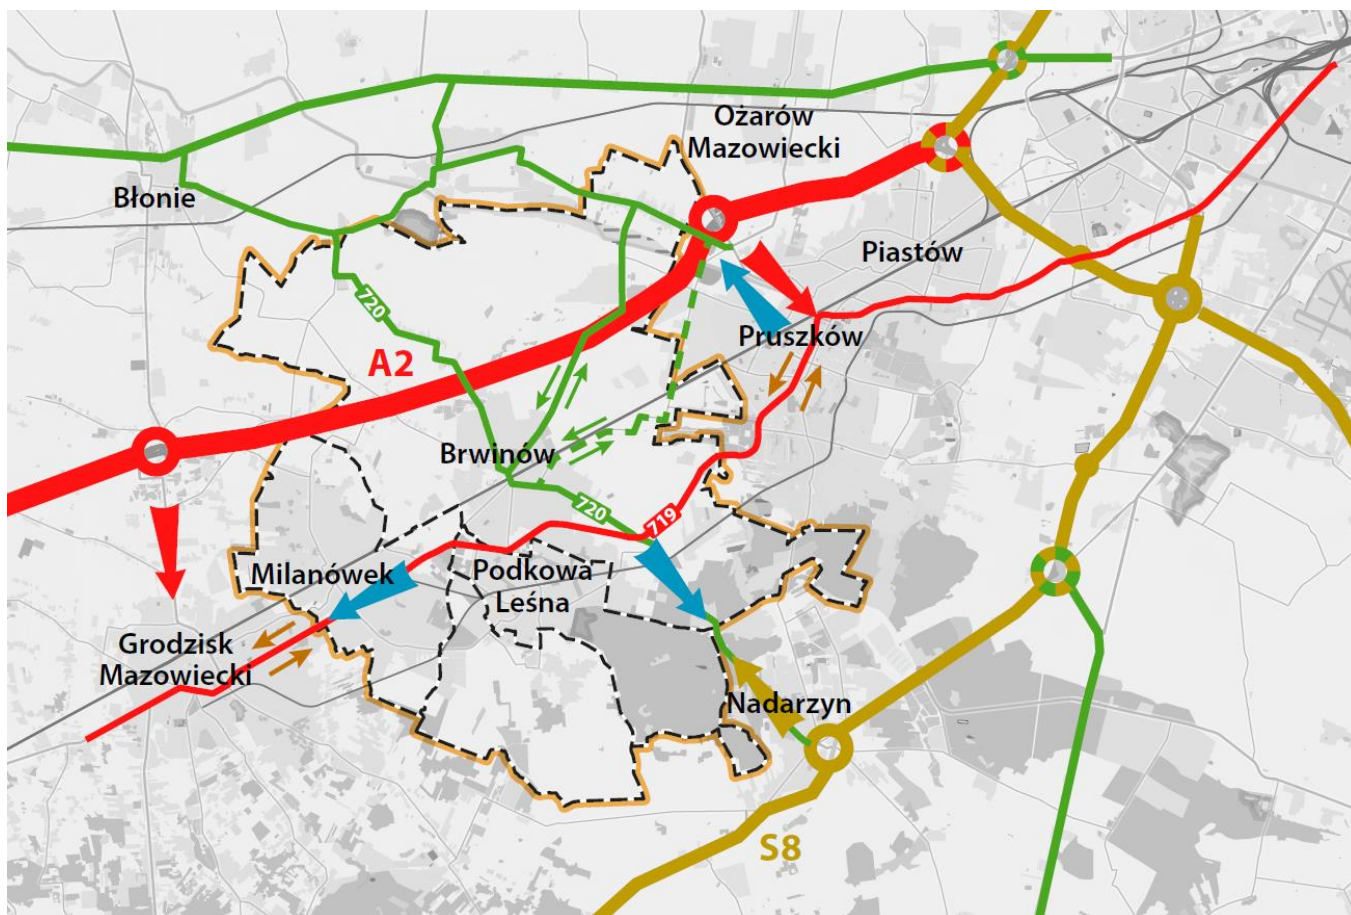 Ożarów
Mazowiecki
Błonie
Piastów
720
Pruszków
A2
Brwinów
720
719
Milanówek
Podkowa
Leśna
Grodzisk
Mazowiecki
Nadarzyn
S8